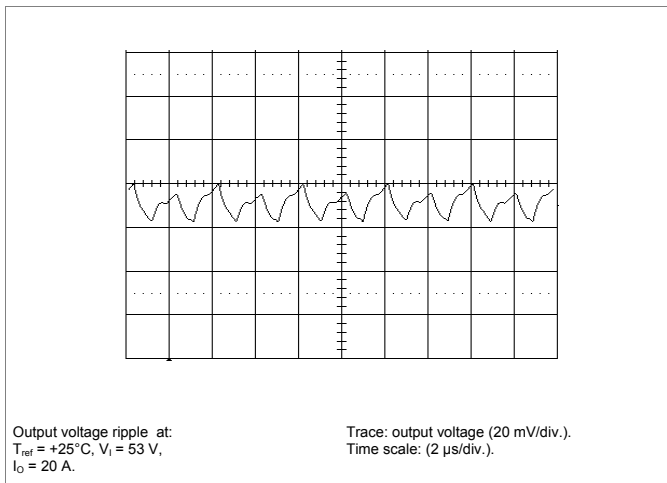 Output voltage ripple at:
Tref = +25°C, VI = 53 V,
IO = 20 A.
Trace: output voltage (20 mV/div.).
Time scale: (2 µs/div.).